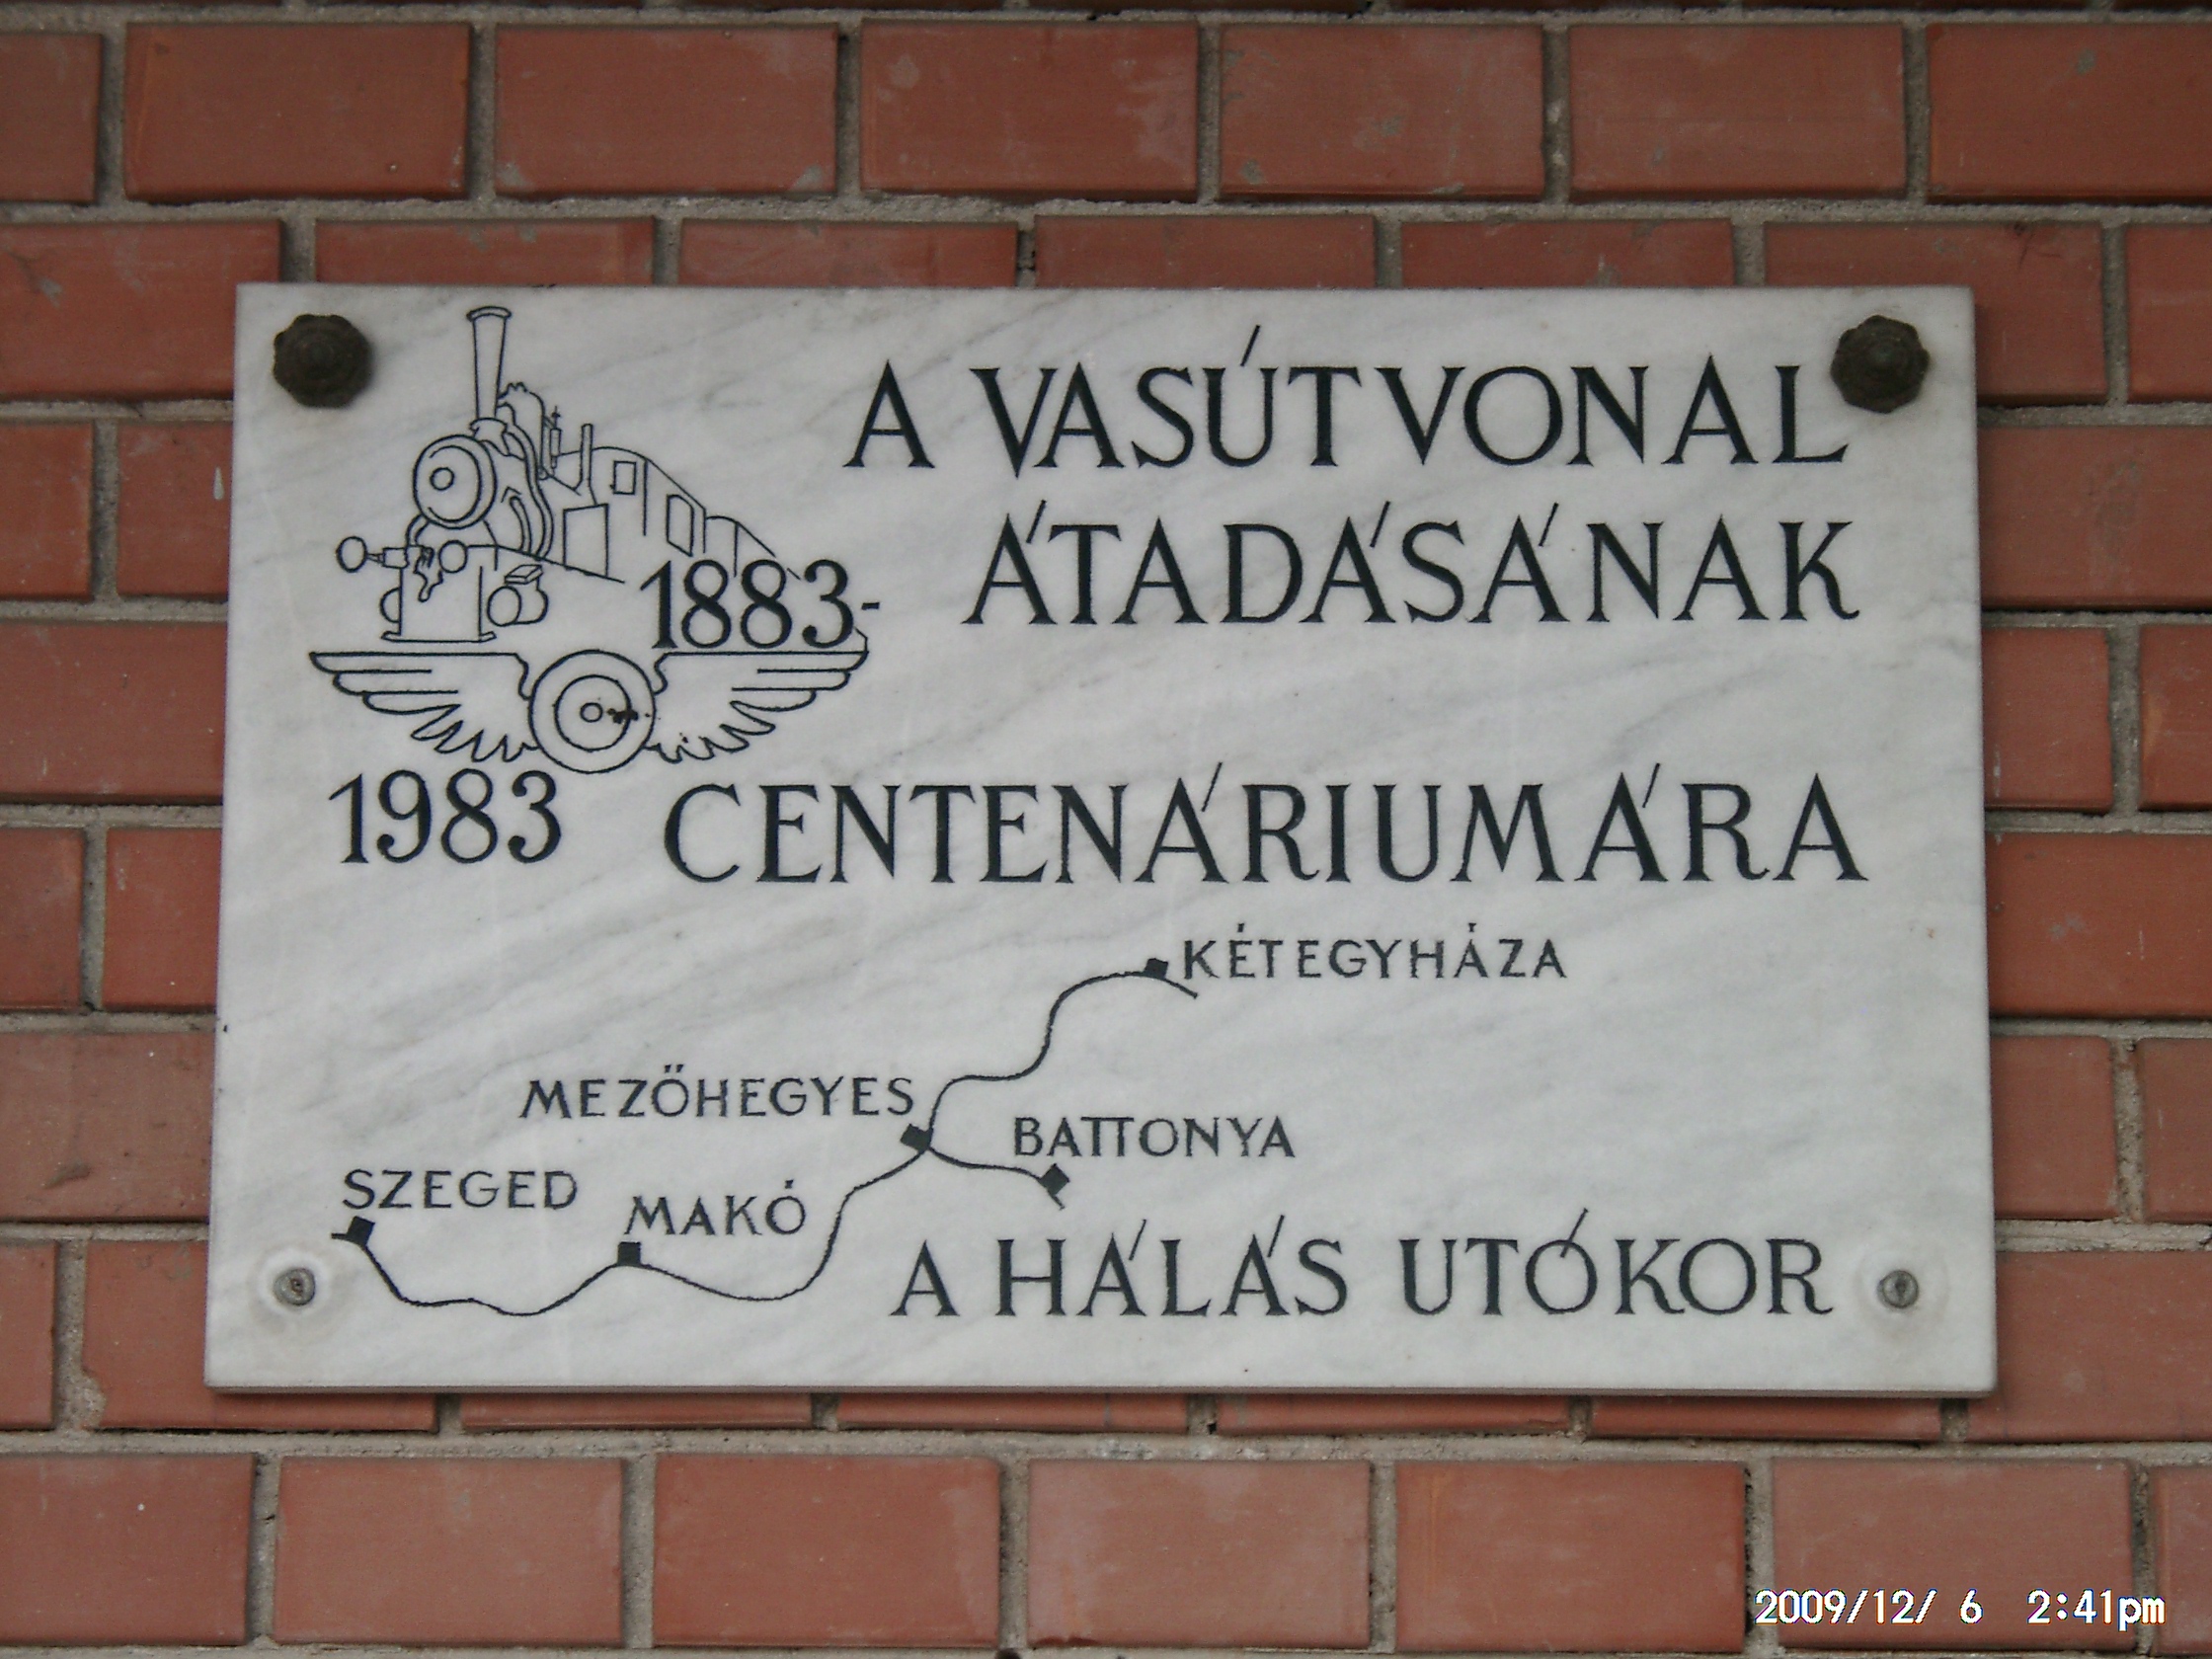 A VASÚTVONAL
ÁTADÁSÁNAK
1883-
1983 CENTENÁRIUMÁRA
KÉTEGYHÁZA
MEZŐHEGYES
BATTONYA
SZEGED
MAKÓ
A HÁLÁS UTÓKOR
2009/12/ 6 2:41pm